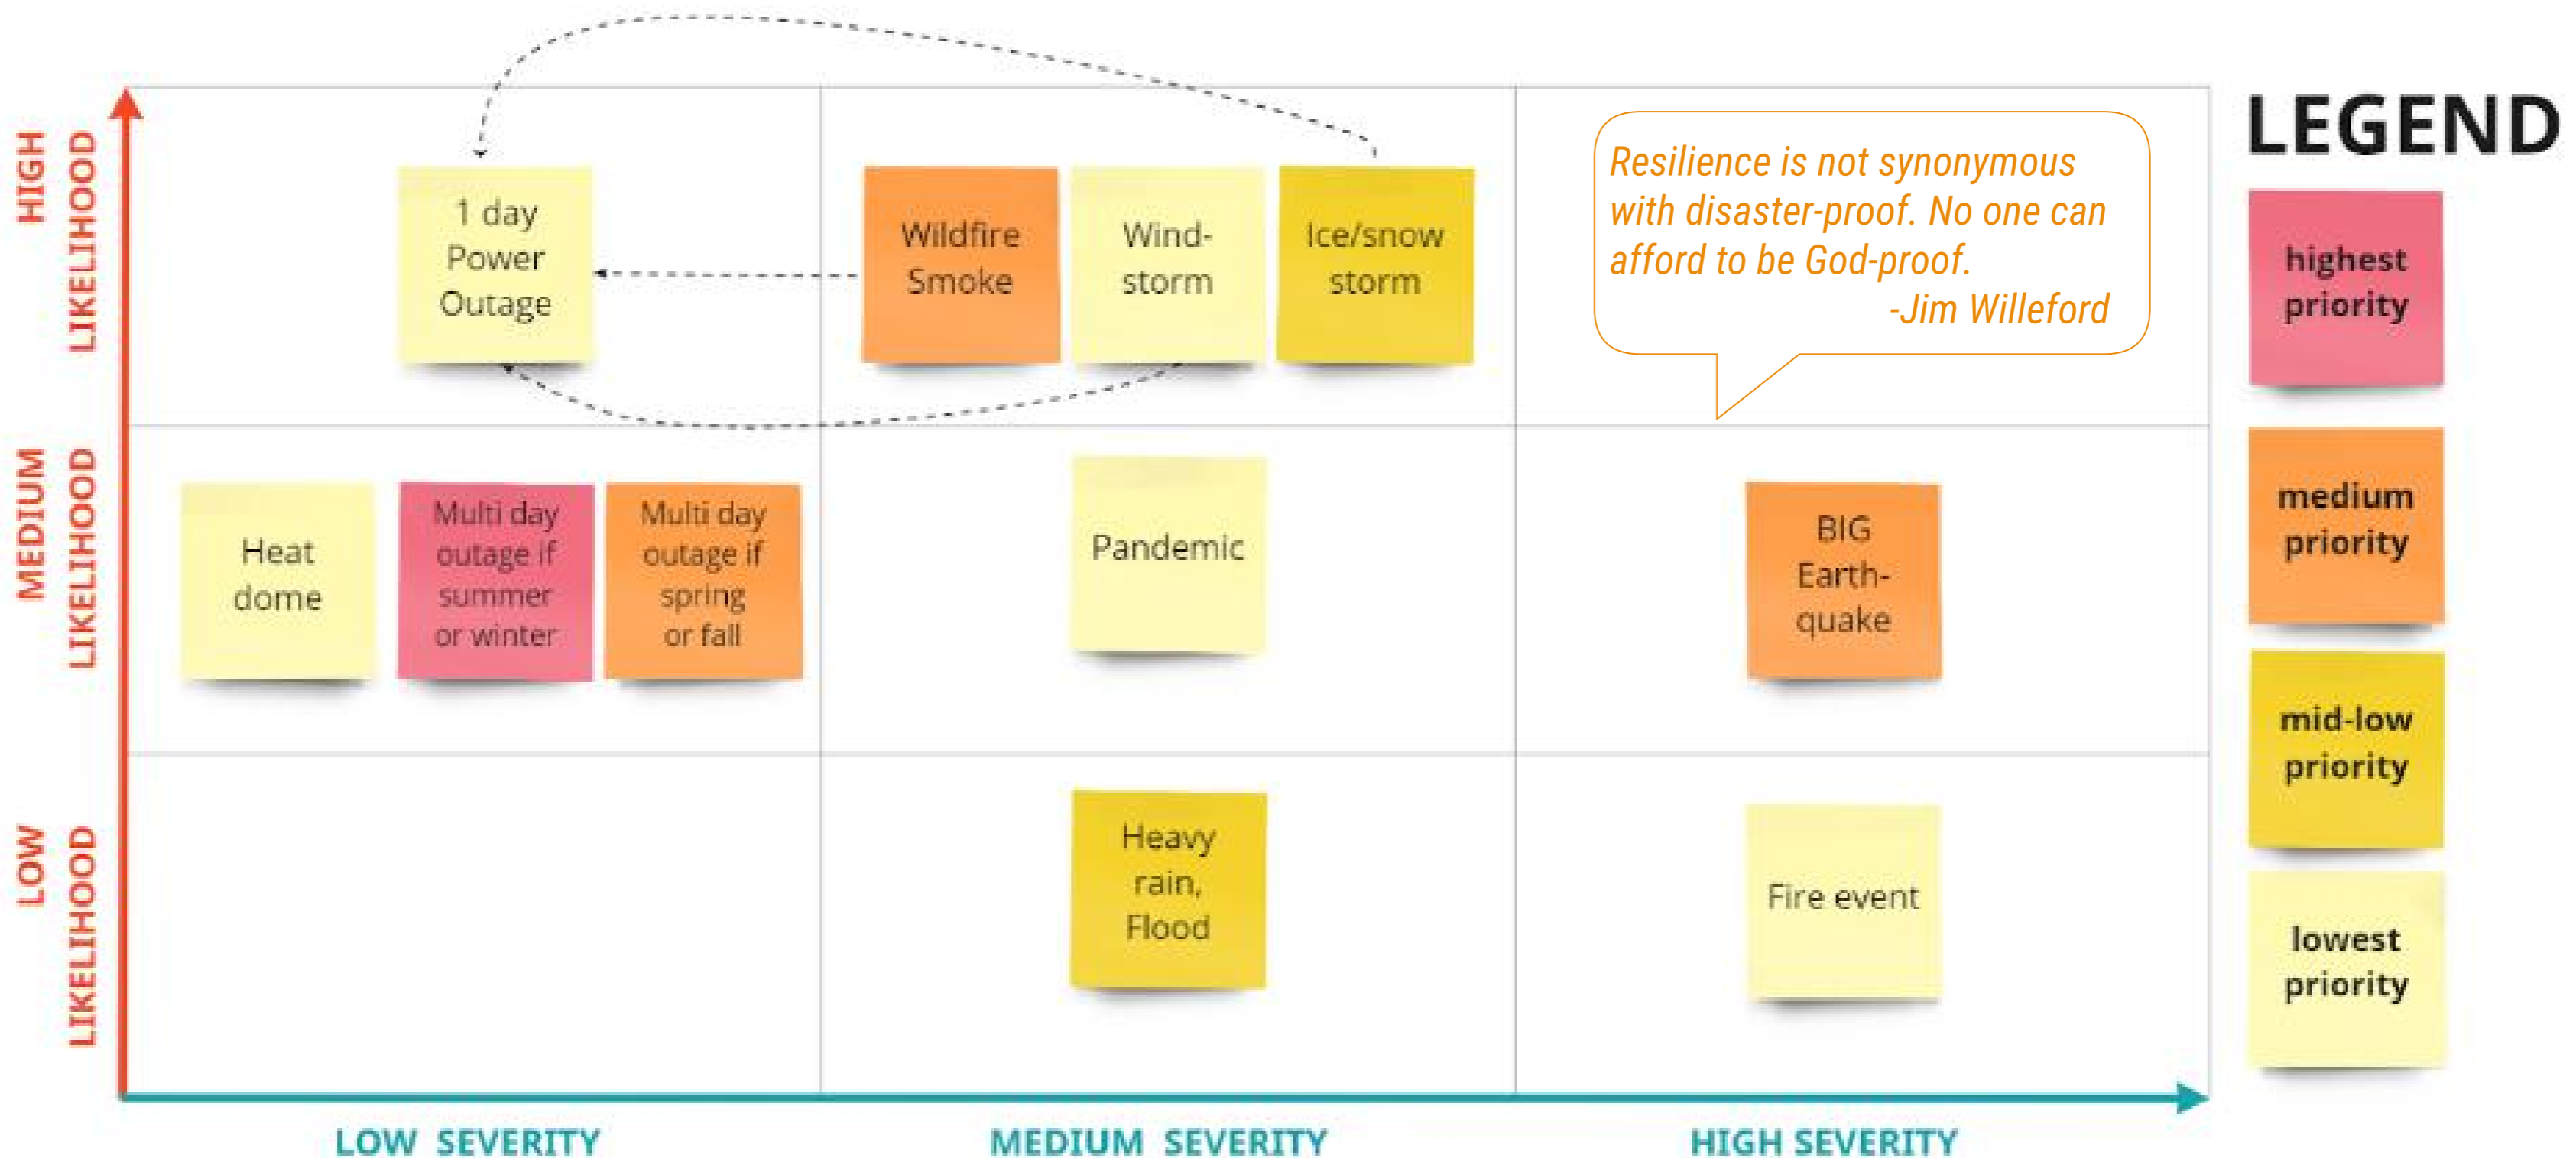 HIGH
LIKELIHOOD
1 day
Power
Outage
Wildfire
Smoke
Wind-
storm
Ice/snow
storm
Resilience is not synonymous
with disaster-proof. No one can
afford to be God-proof.
-Jim Willeford
MEDIUM
LIKELIHOOD
Heat
dome
Multi day
outage if
summer
or winter
Multi day
outage if
spring
or fall
Pandemic
BIG
Earth-
quake
LOW
LIKELIHOOD
Heavy
rain,
Flood
Fire event
LOW SEVERITY
MEDIUM SEVERITY
HIGH SEVERITY
LEGEND
highest
priority
medium
priority
mid-low
priority
lowest
priority